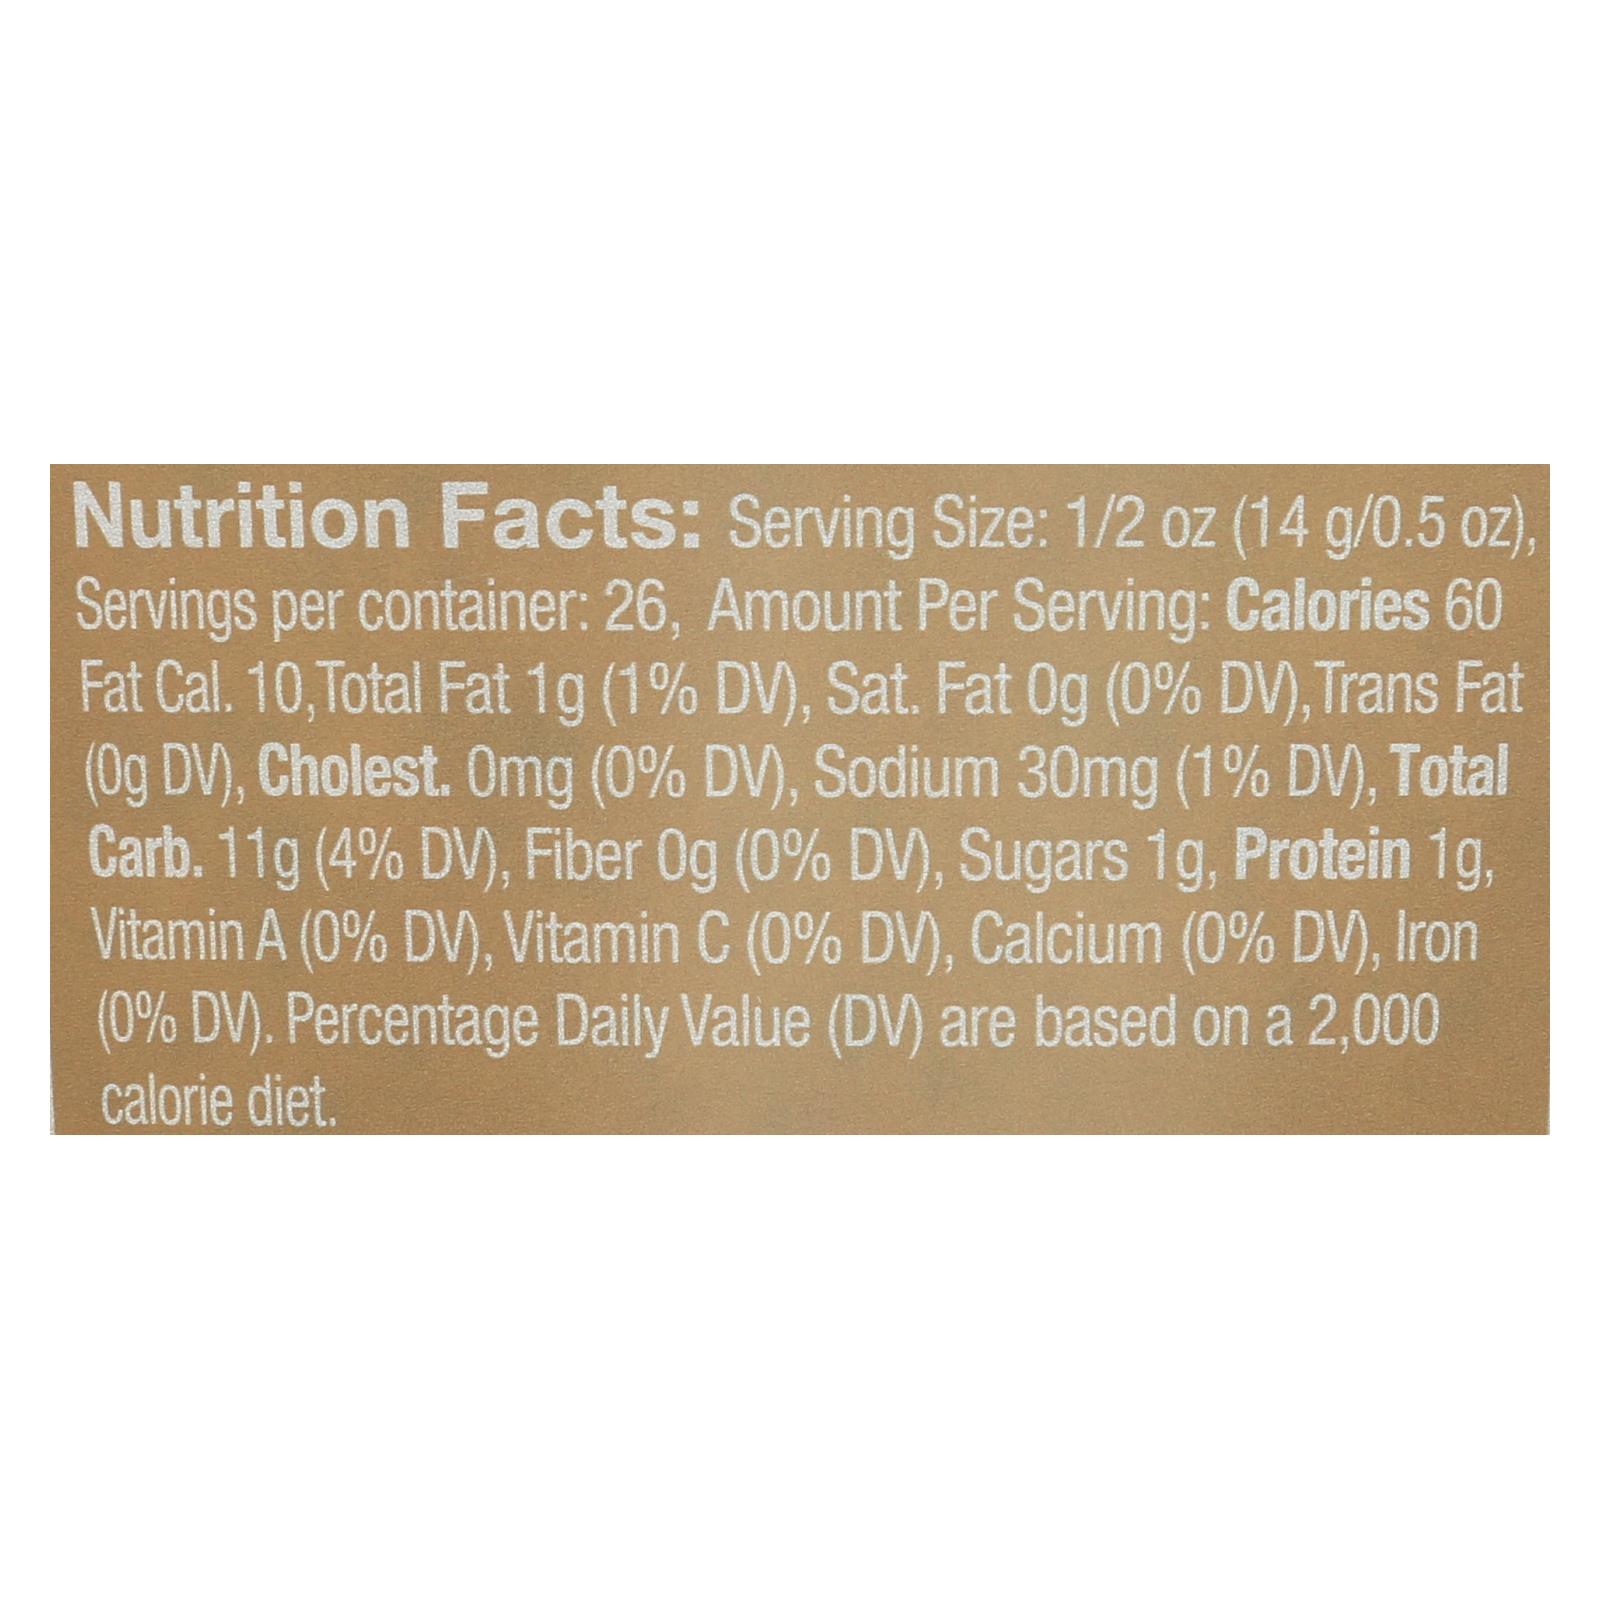 Nutrition Facts: Serving Size: 1/2 oz (14 g/0.5 oz),
Servings per container: 26, Amount Per Serving: Calories 60
Fat Cal. 10, Total Fat 1g (1% DV), Sat. Fat 0g (0% DV), Trans Fat
(0g DV), Cholest. 0mg (0% DV), Sodium 30mg (1% DV), Total
Carb. 11g (4% DV), Fiber 0g (0% DV), Sugars 1g, Protein 1g,
Vitamin A (0% DV), Vitamin C (0% DV), Calcium (0% DV), Iron
(0% DV). Percentage Daily Value (DV) are based on a 2,000
calorie diet.